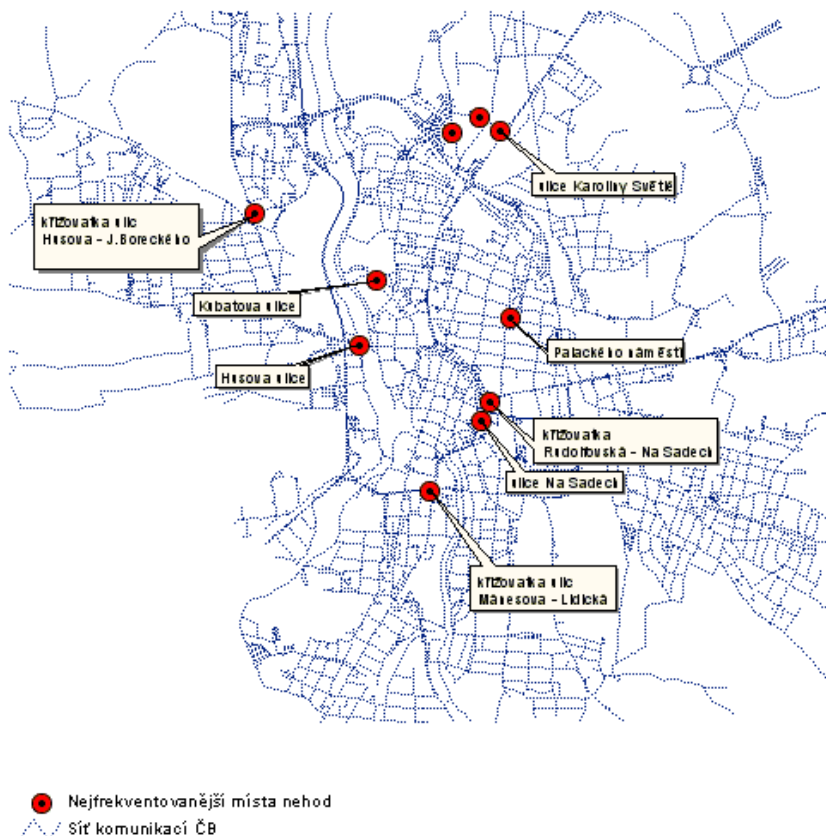 ulice Karoliny Světlé
křižovatka ulic
Husova - J.Boreckého
Kubatova ulice
Palackého náměstí
Husova ulice
křižovatka
Rudolfovská - Na Sadech
ulice Na Sadech
křižovatka ulic
Mánesova - Lidická
Nejfrekventovanější místa nehod
Síť komunikací ČB